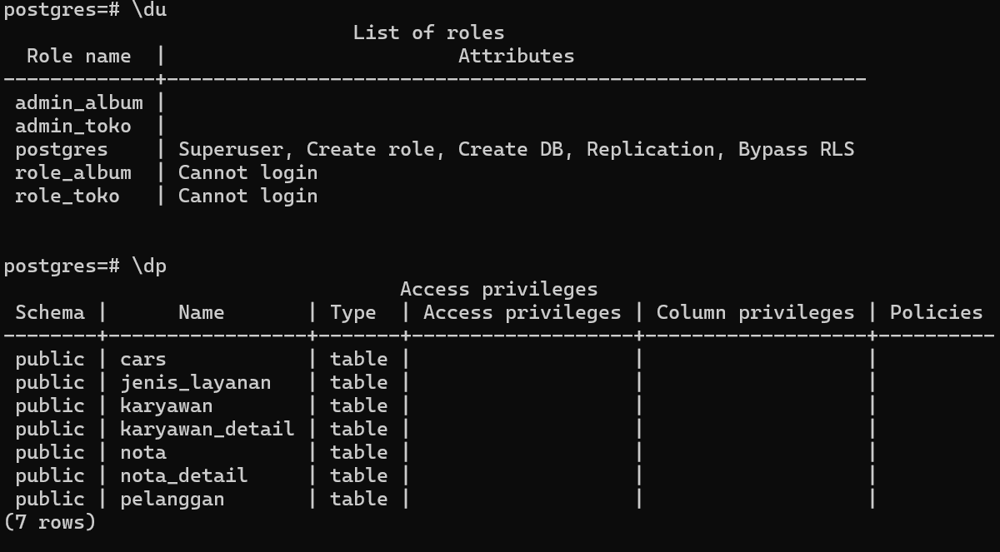 postgres=# \du
                              List of roles
  Role name  |                         Attributes
-------------+------------------------------------------------------------
 admin_album |
 admin_toko  |
 postgres    | Superuser, Create role, Create DB, Replication, Bypass RLS
 role_album  | Cannot login
 role_toko   | Cannot login
postgres=# \dp
                                  Access privileges
 Schema |      Name       | Type  | Access privileges | Column privileges | Policies
--------+-----------------+-------+-------------------+-------------------+----------
 public | cars            | table |                   |                   |
 public | jenis_layanan   | table |                   |                   |
 public | karyawan        | table |                   |                   |
 public | karyawan_detail | table |                   |                   |
 public | nota            | table |                   |                   |
 public | nota_detail     | table |                   |                   |
 public | pelanggan       | table |                   |                   |
(7 rows)